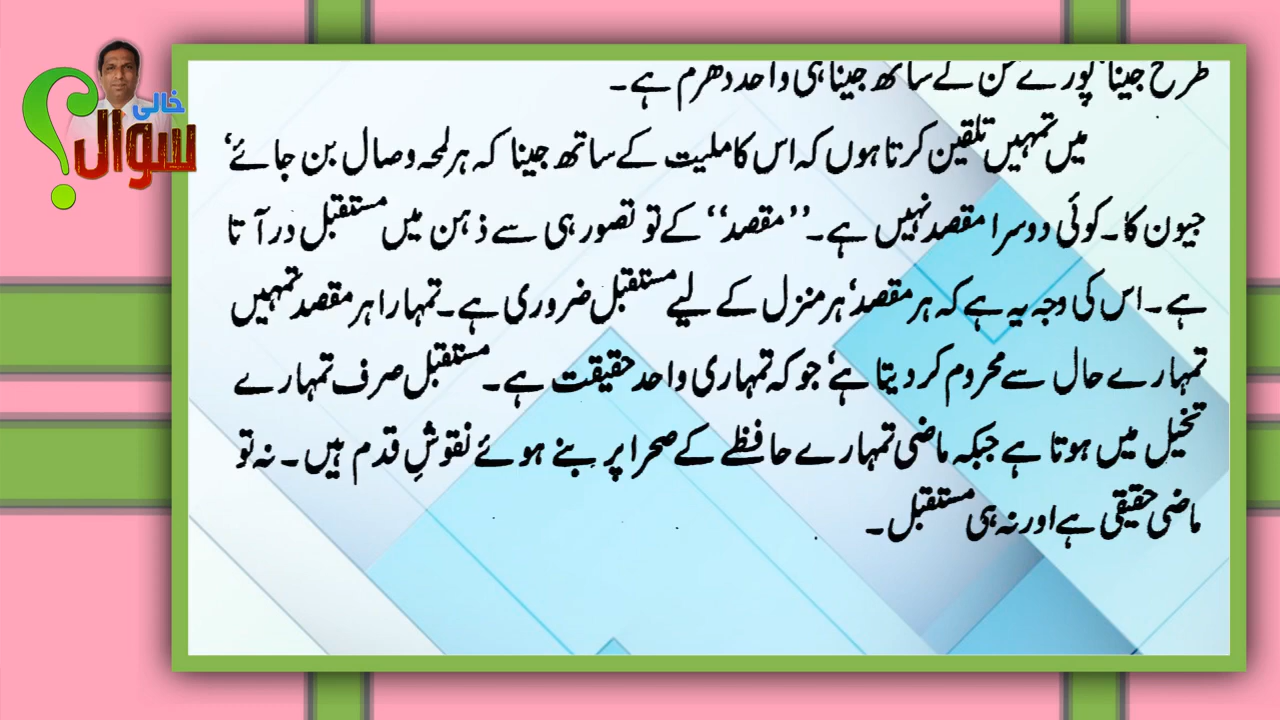 خالی
سوال
طرح جینا‘ پورے من کے ساتھ جینا ہی واحد دھرم ہے۔
میں تمہیں تلقین کرتا ہوں کہ اس کاملیت کے ساتھ جینا کہ ہر لمحہ وصال بن جائے‘
جیون کا۔ کوئی دوسرا مقصد نہیں ہے۔ ’’مقصد‘‘ کے تو تصور ہی سے ذہن میں مستقبل در آتا
ہے۔ اس کی وجہ یہ ہے کہ ہر مقصد‘ ہر منزل کے لیے مستقبل ضروری ہے۔ تمہارا ہر مقصد تمہیں
تمہارے حال سے محروم کر دیتا ہے‘ جو کہ تمہاری واحد حقیقت ہے۔ مستقبل صرف تمہارے
تخیل میں ہوتا ہے جبکہ ماضی تمہارے حافظے کے صحرا پر بنے ہوئے نقوشِ قدم ہیں۔ نہ تو
ماضی حقیقی ہے اور نہ ہی مستقبل۔